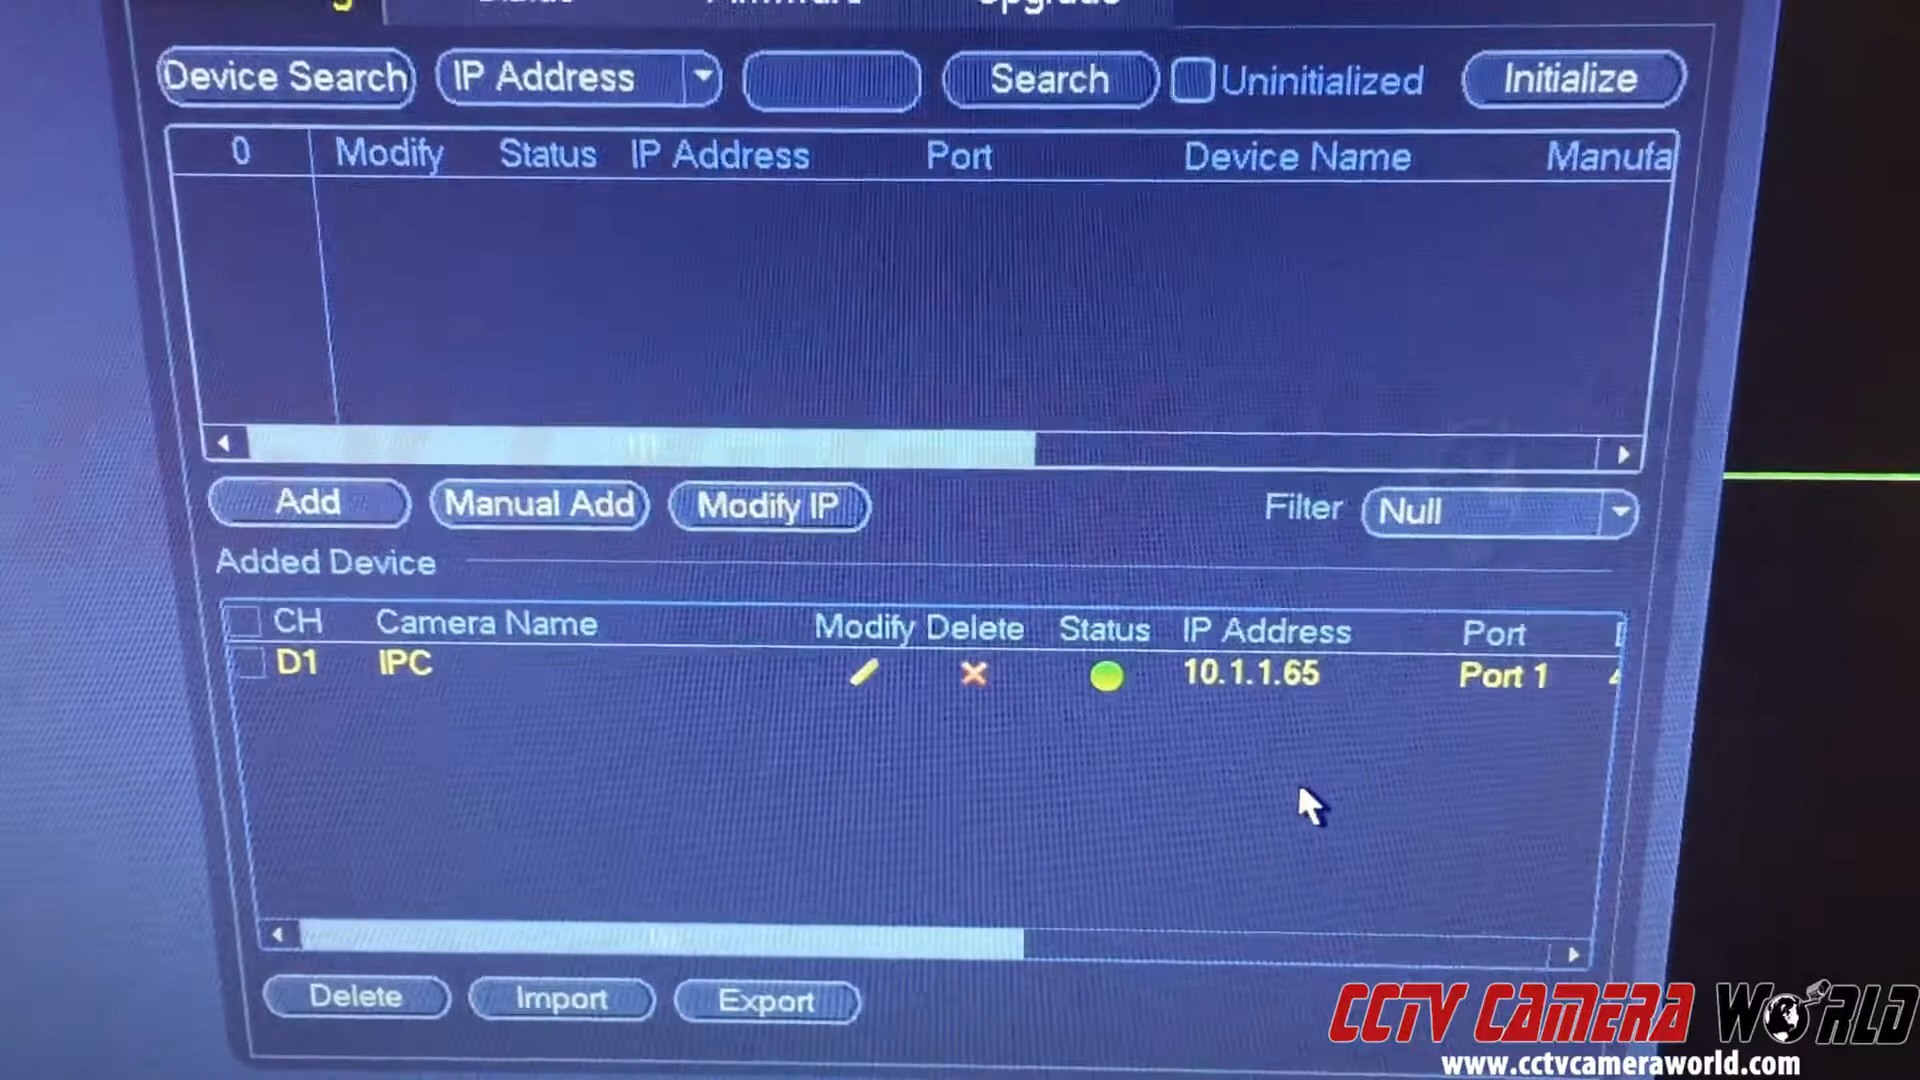 Upgrade
Device Search IP Address Search Uninitialized Initialize
0 Modify Status IP Address Port Device Name Manufa
Add Manual Add Modify IP Filter Null
Added Device
CH Camera Name Modify Delete Status IP Address Port
D1 IPC 10.1.1.65 Port 1
Delete Import Export
CCTV CAMERA WORLD
www.cctvcameraworld.com